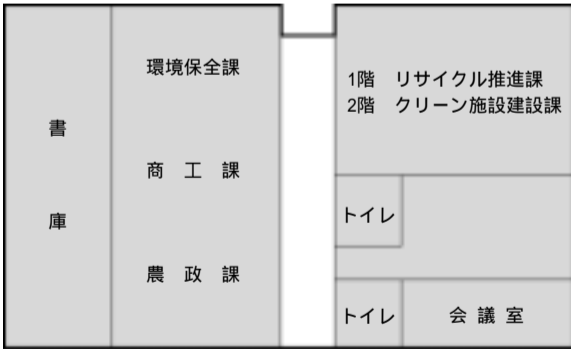 書庫
環境保全課
商工課
農政課
1階 リサイクル推進課
2階 クリーン施設建設課
トイレ
トイレ
会議室